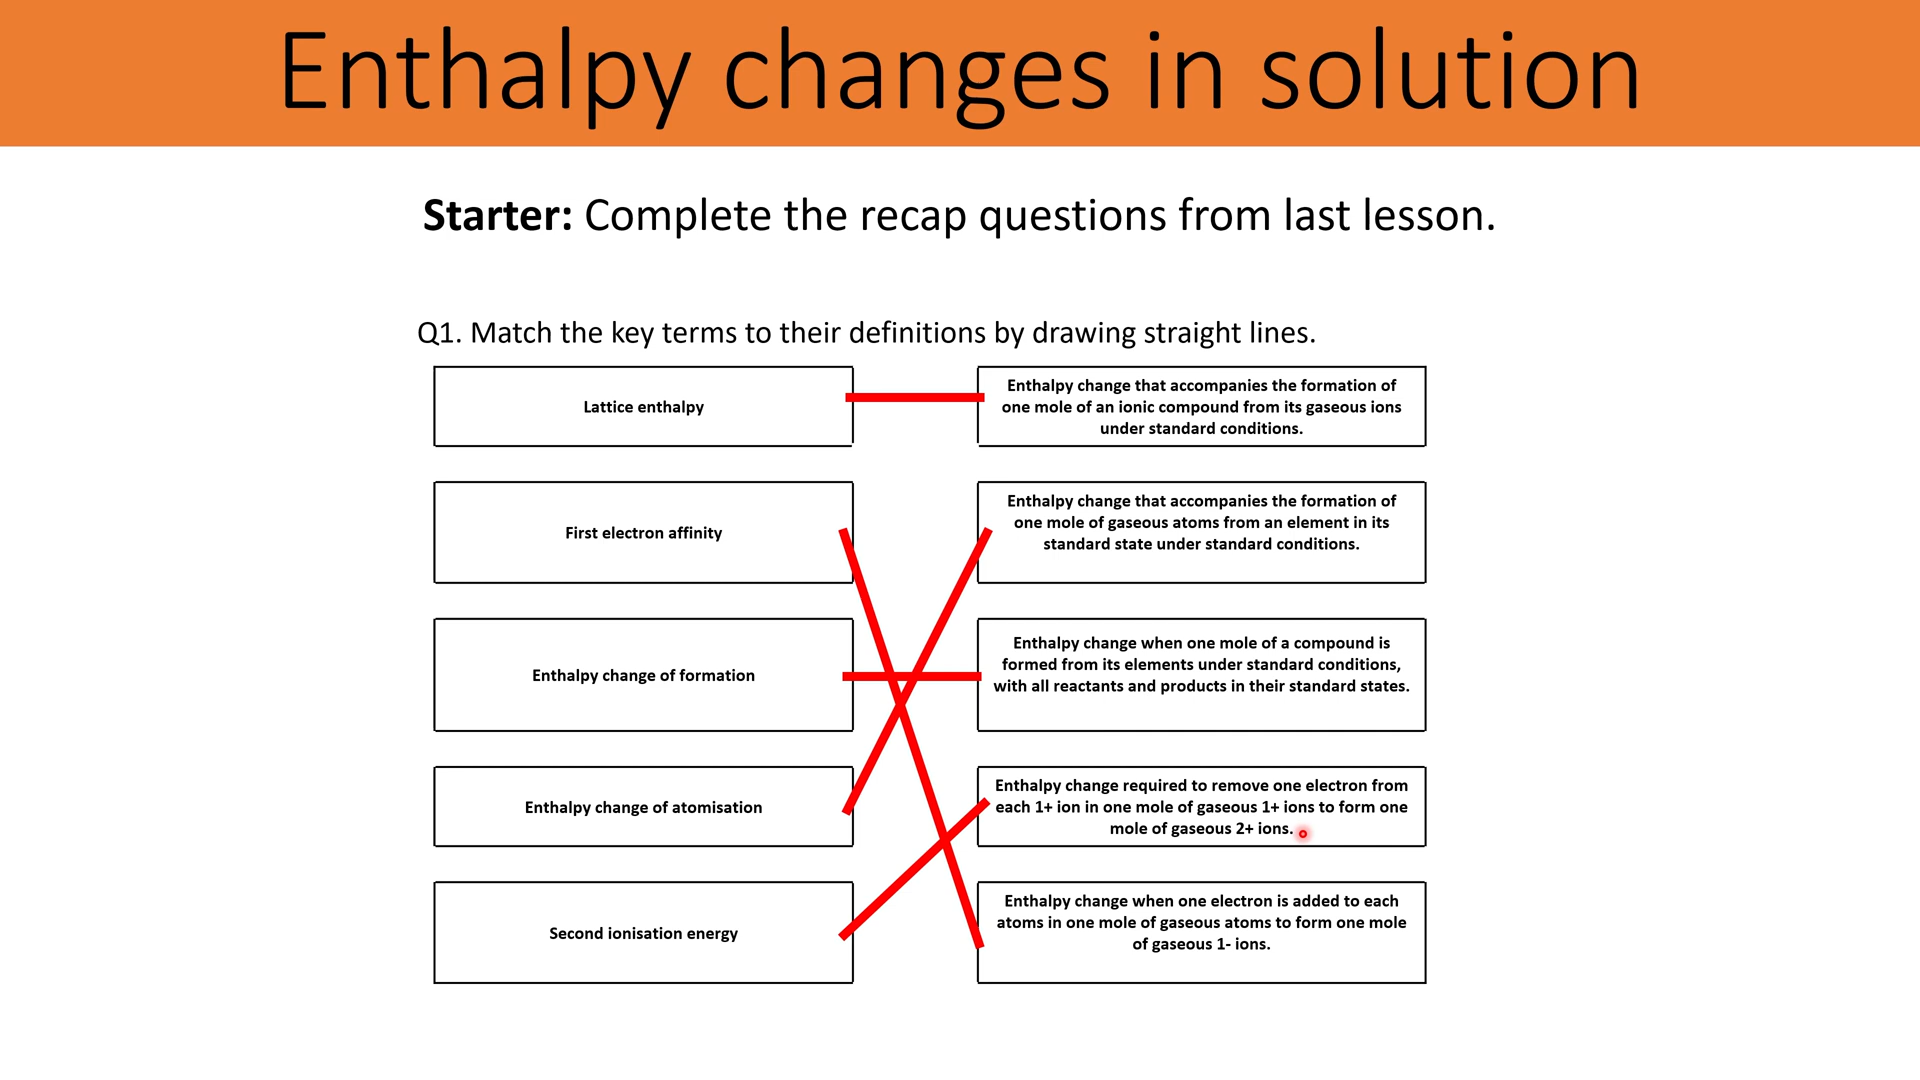 Enthalpy changes in solution
Starter: Complete the recap questions from last lesson.
Q1. Match the key terms to their definitions by drawing straight lines.
Lattice enthalpy
Enthalpy change that accompanies the formation of
one mole of an ionic compound from its gaseous ions
under standard conditions.
First electron affinity
Enthalpy change that accompanies the formation of
one mole of gaseous atoms from an element in its
standard state under standard conditions.
Enthalpy change of formation
Enthalpy change when one mole of a compound is
formed from its elements under standard conditions,
with all reactants and products in their standard states.
Enthalpy change of atomisation
Enthalpy change required to remove one electron from
each 1+ ion in one mole of gaseous 1+ ions to form one
mole of gaseous 2+ ions.
Second ionisation energy
Enthalpy change when one electron is added to each
atoms in one mole of gaseous atoms to form one mole
of gaseous 1- ions.